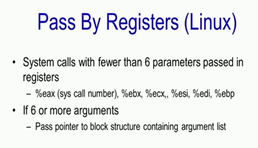 Pass By Registers (Linux)
• System calls with fewer than 6 parameters passed in
registers
– %eax (sys call number), %ebx, %ecx,, %esi, %edi, %ebp
• If 6 or more arguments
– Pass pointer to block structure containing argument list